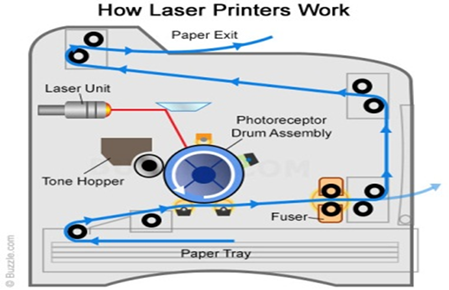 How Laser Printers Work
Paper Exit
Laser Unit
Photoreceptor
Drum Assembly
Tone Hopper
Fuser
Paper Tray
© Buzzle.com